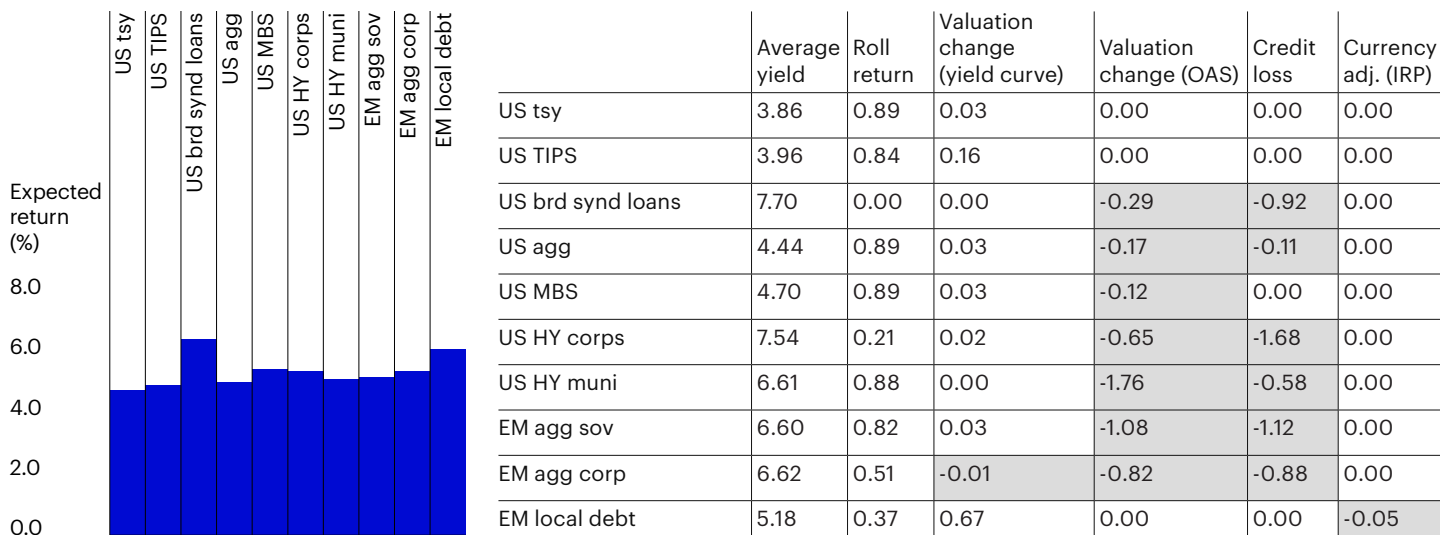 US tsy
US TIPS
US brd synd loans
US agg
US MBS
US HY corps
US HY muni
EM agg sov
EM agg corp
EM local debt
Expected
return
(%)
8.0
6.0
4.0
2.0
0.0
Average yield Roll return Valuation change (yield curve) Valuation change (OAS) Credit loss Currency adj. (IRP)
US tsy 3.86 0.89 0.03 0.00 0.00 0.00
US TIPS 3.96 0.84 0.16 0.00 0.00 0.00
US brd synd loans 7.70 0.00 0.00 -0.29 -0.92 0.00
US agg 4.44 0.89 0.03 -0.17 -0.11 0.00
US MBS 4.70 0.89 0.03 -0.12 0.00 0.00
US HY corps 7.54 0.21 0.02 -0.65 -1.68 0.00
US HY muni 6.61 0.88 0.00 -1.76 -0.58 0.00
EM agg sov 6.60 0.82 0.03 -1.08 -1.12 0.00
EM agg corp 6.62 0.51 -0.01 -0.82 -0.88 0.00
EM local debt 5.18 0.37 0.67 0.00 0.00 -0.05